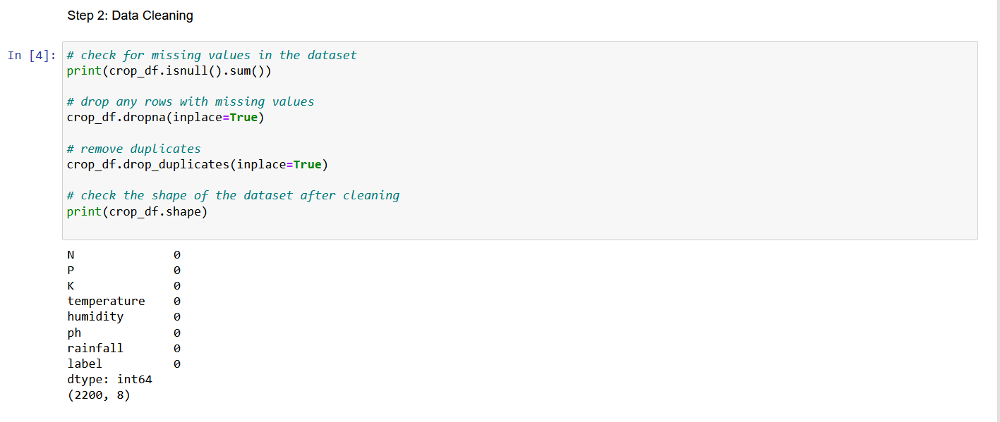 Step 2: Data Cleaning
In [4]: # check for missing values in the dataset
print(crop_df.isnull().sum())
# drop any rows with missing values
crop_df.dropna(inplace=True)
# remove duplicates
crop_df.drop_duplicates(inplace=True)
# check the shape of the dataset after cleaning
print(crop_df.shape)
N 0
P 0
K 0
temperature 0
humidity 0
ph 0
rainfall 0
label 0
dtype: int64
(2200, 8)